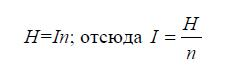 H=In; отсюда I = H/n